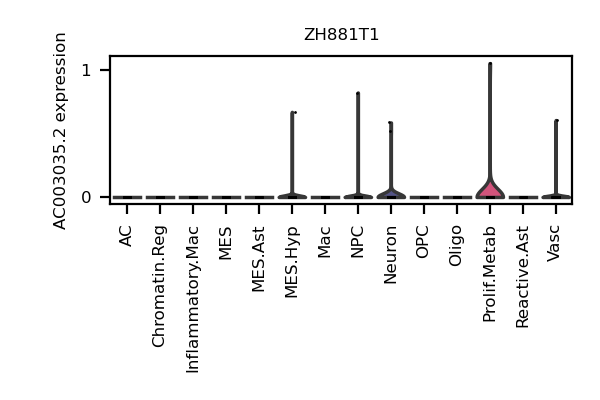 ZH881T1
AC003035.2 expression
1
0
AC
Chromatin.Reg
Inflammatory.Mac
MES
MES.Ast
MES.Hyp
Mac
NPC
Neuron
OPC
Oligo
Prolif.Metab
Reactive.Ast
Vasc